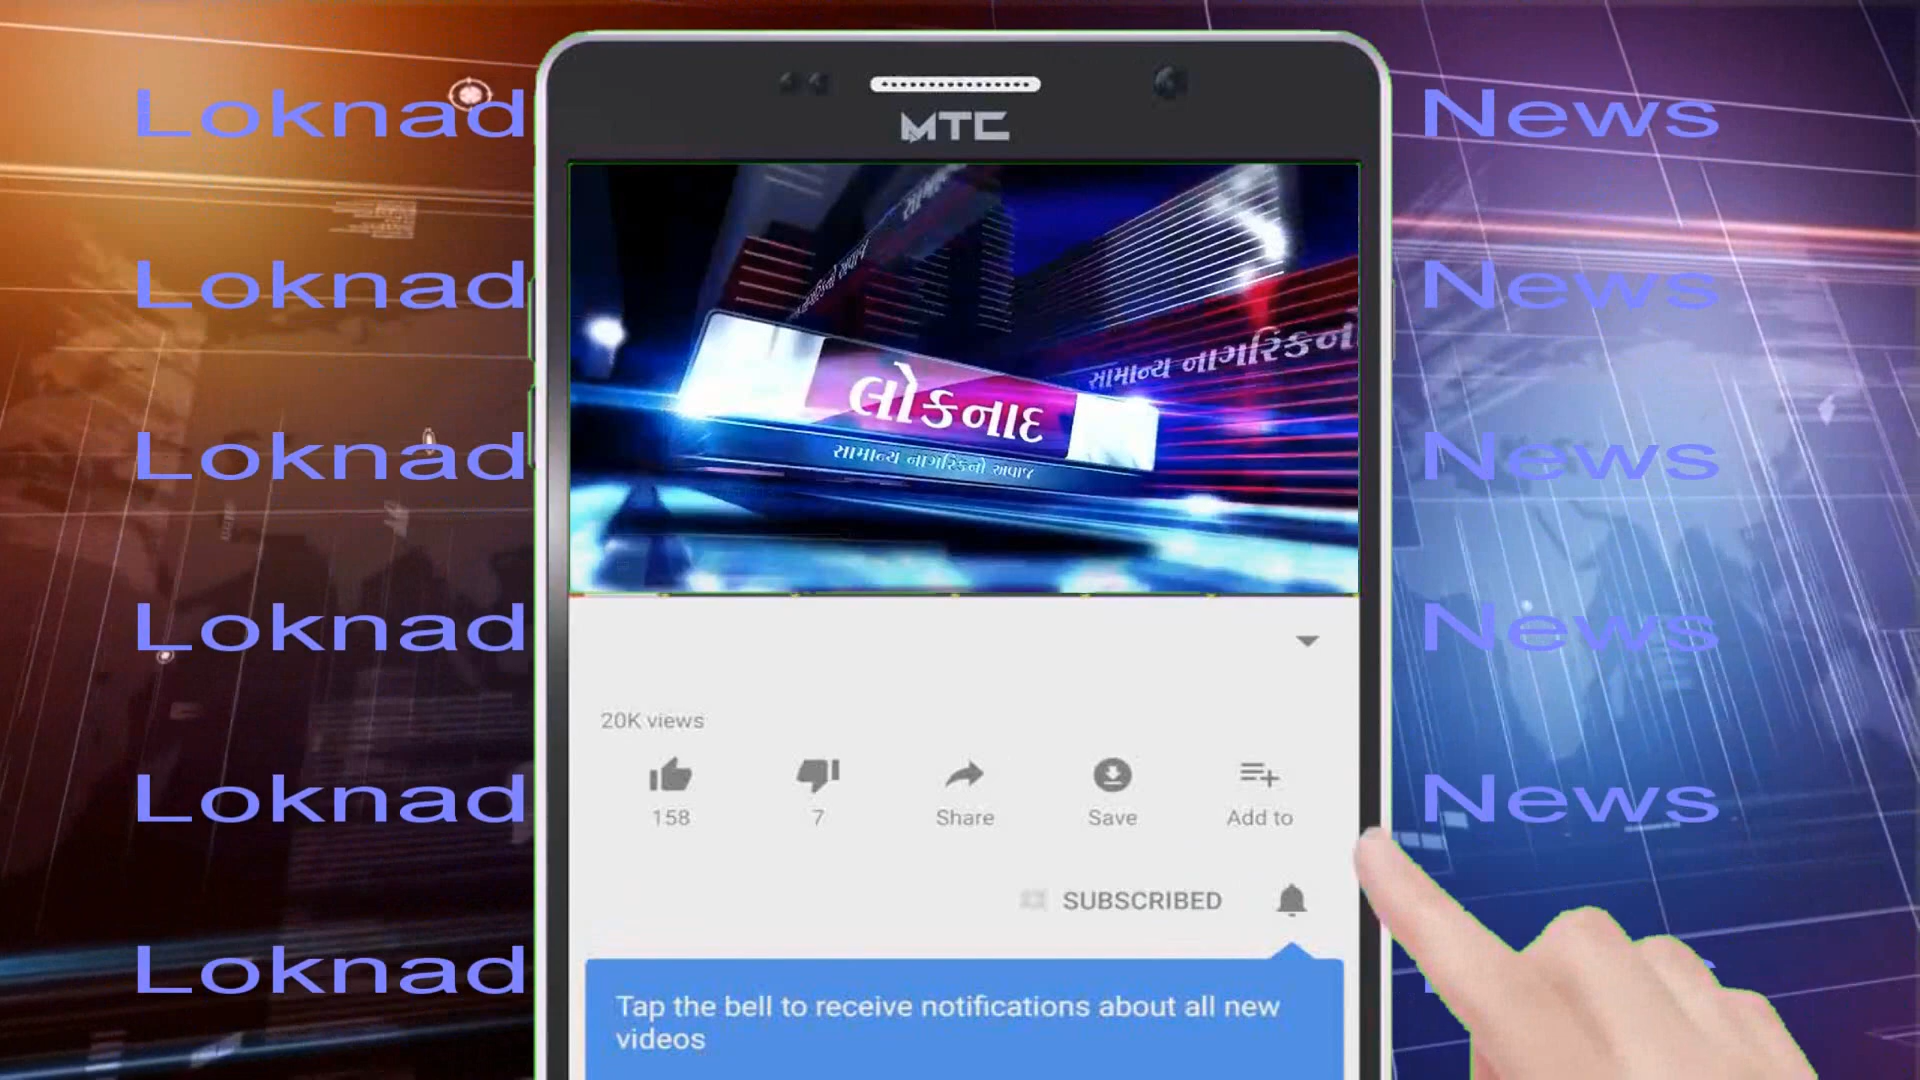 Loknad News
MTC
સામાન્ય નાગરિકનો
લોકનાદ
સામાન્ય નાગરિકનો અવાજ
Loknad News
Loknad News
Loknad News
20K views
158
7
Share
Save
Add to
Loknad News
SUBSCRIBED
Loknad
Tap the bell to receive notifications about all new
videos